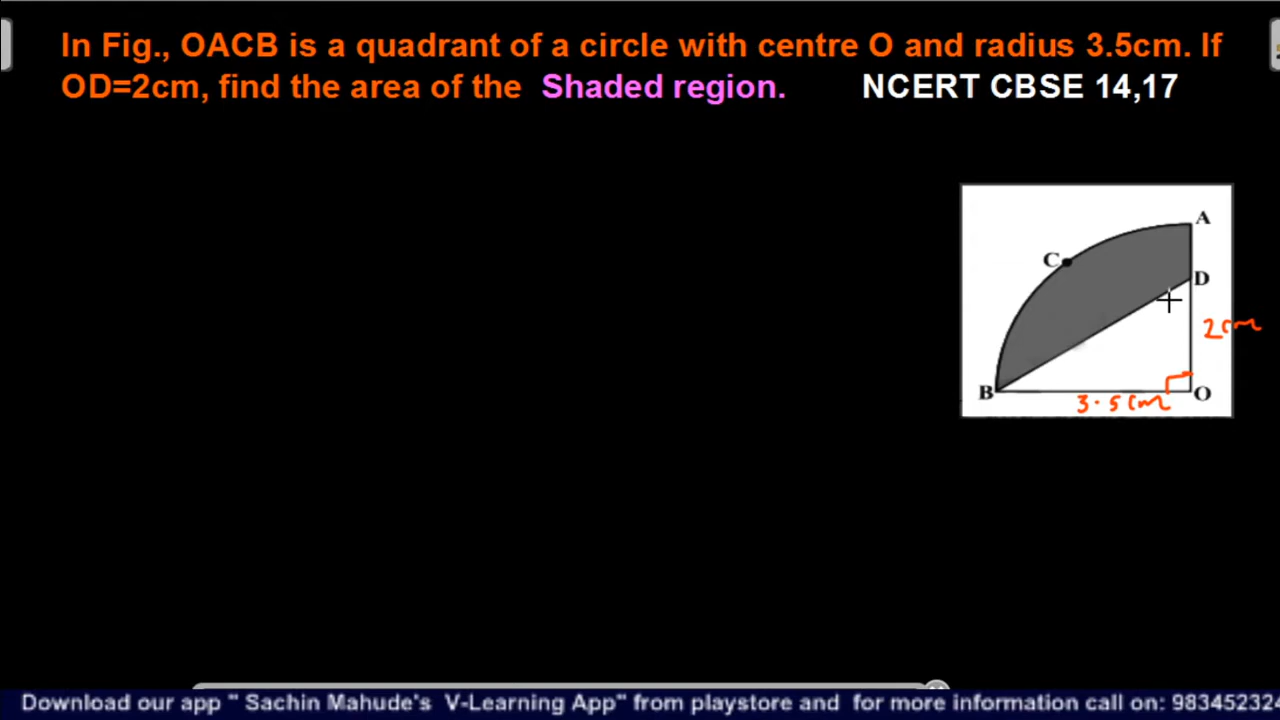 In Fig., OACB is a quadrant of a circle with centre O and radius 3.5cm. If
OD=2cm, find the area of the Shaded region. NCERT CBSE 14,17
A
C
D
2cm
B
O
3.5cm
Download our app " Sachin Mahude's V-Learning App" from playstore and for more information call on: 98345232